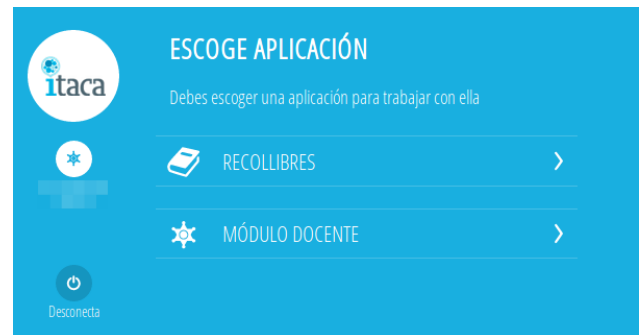 itaca
Desconecta
ESCOGE APLICACIÓN
Debes escoger una aplicación para trabajar con ella
RECOLLIBRES
MÓDULO DOCENTE